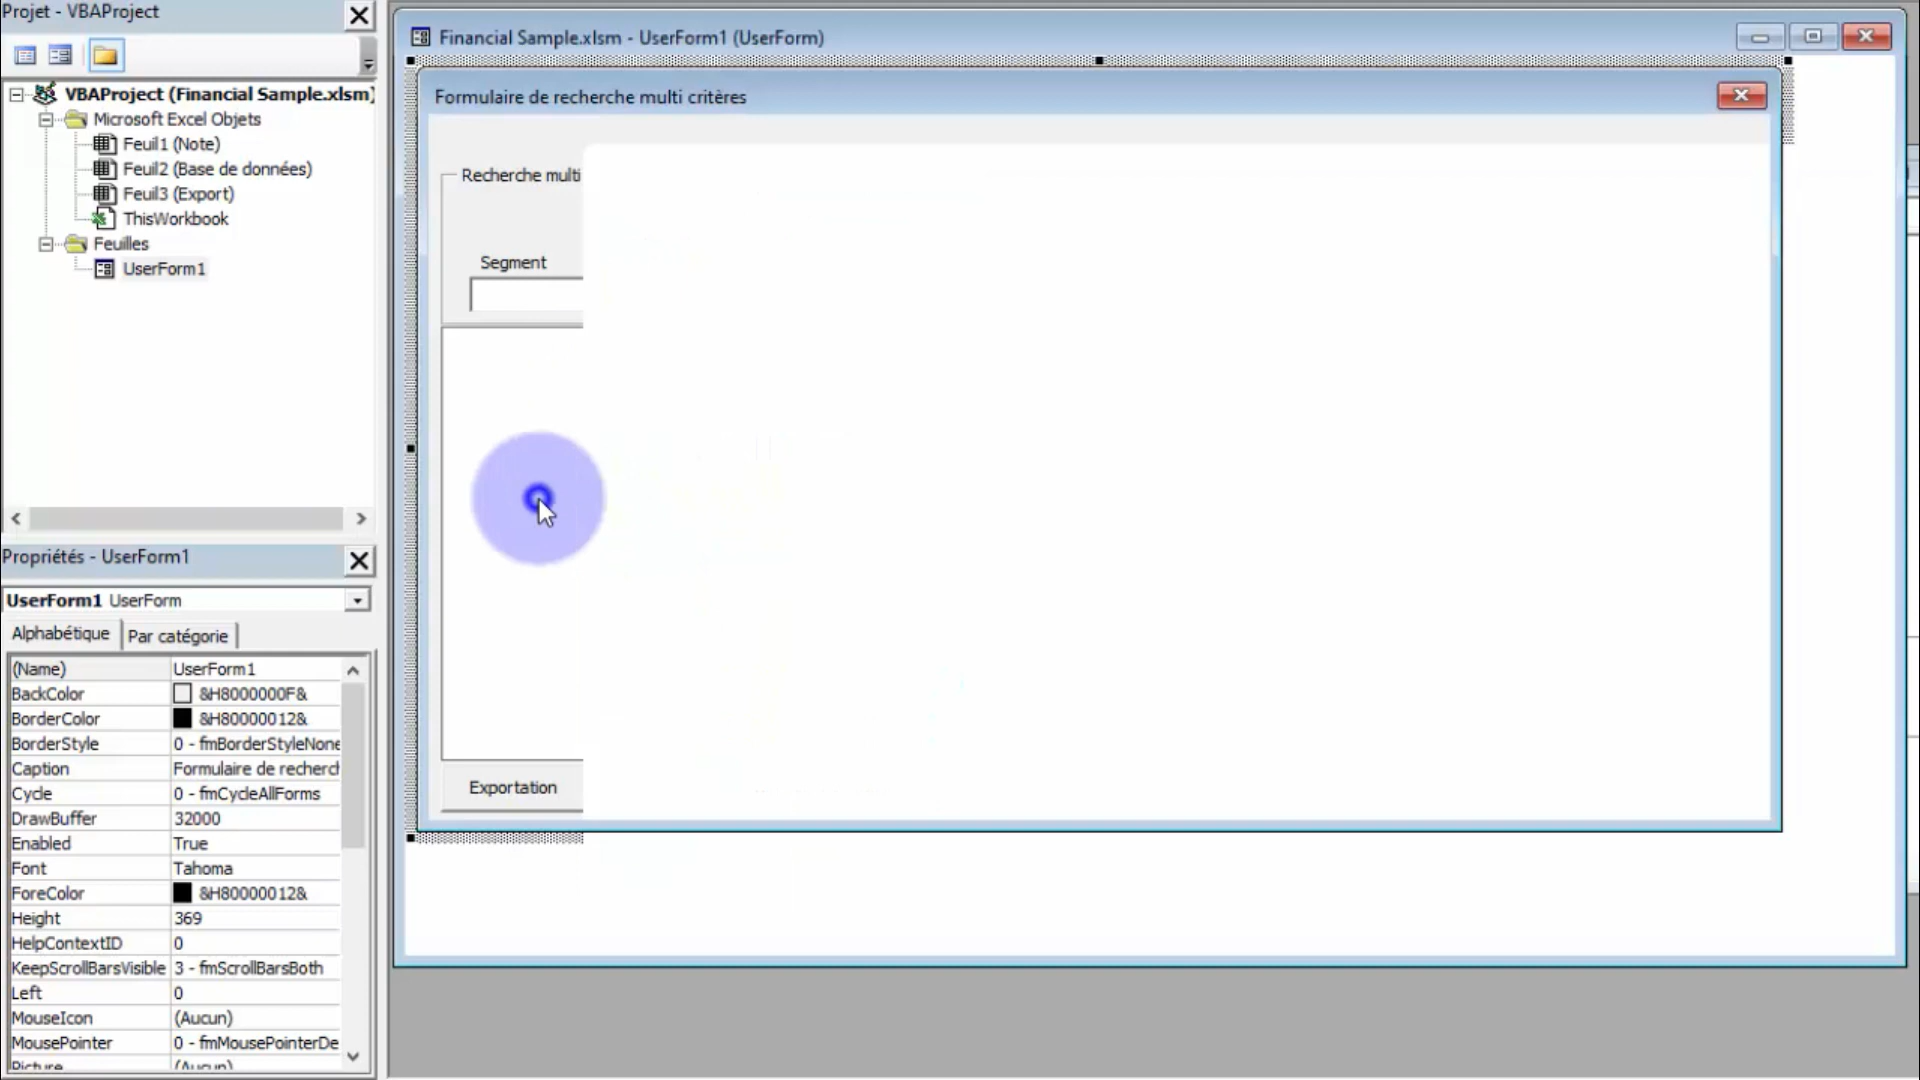 Projet - VBAProject
VBAProject (Financial Sample.xlsm)
Microsoft Excel Objets
Feuil1 (Note)
Feuil2 (Base de données)
Feuil3 (Export)
ThisWorkbook
Feuilles
UserForm1
Propriétés - UserForm1
UserForm1 UserForm
Alphabétique Par catégorie
(Name) UserForm1
BackColor &H8000000F&
BorderColor &H80000012&
BorderStyle 0 - fmBorderStyleNone
Caption Formulaire de recherch
Cycle 0 - fmCycleAllForms
DrawBuffer 32000
Enabled True
Font Tahoma
ForeColor &H80000012&
Height 369
HelpContextID 0
KeepScrollBarsVisible 3 - fmScrollBarsBoth
Left 0
MouseIcon (Aucun)
MousePointer 0 - fmMousePointerDe
Picture (Aucun)
Financial Sample.xlsm - UserForm1 (UserForm)
Formulaire de recherche multi critères
Recherche multi
Segment
Exportation